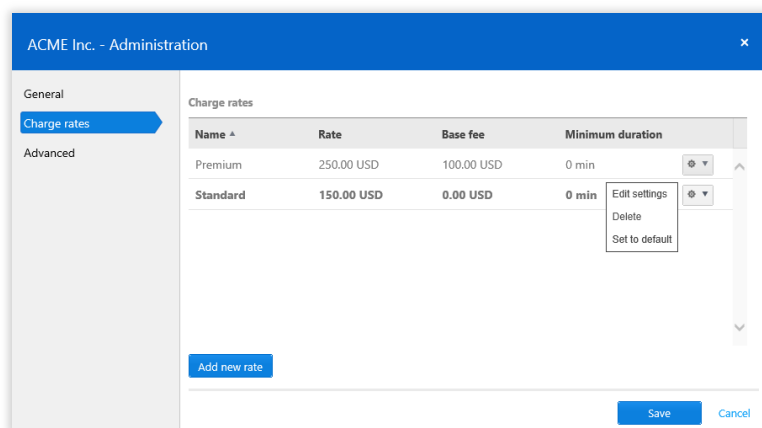 ACME Inc. - Administration
General
Charge rates
Advanced
Charge rates
Name Rate Base fee Minimum duration
Premium 250.00 USD 100.00 USD 0 min
Standard 150.00 USD 0.00 USD 0 min
Edit settings
Delete
Set to default
Add new rate
Save Cancel